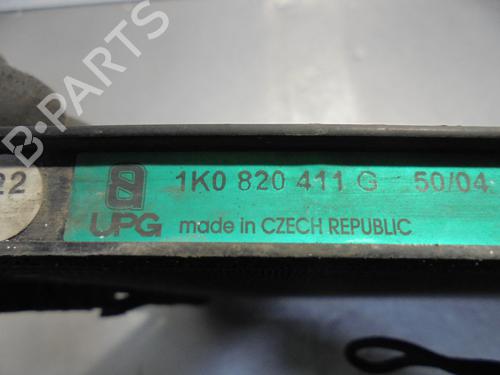 B-PARTS
22
1K0 820 411 G 50/04
UPG made in CZECH REPUBLIC